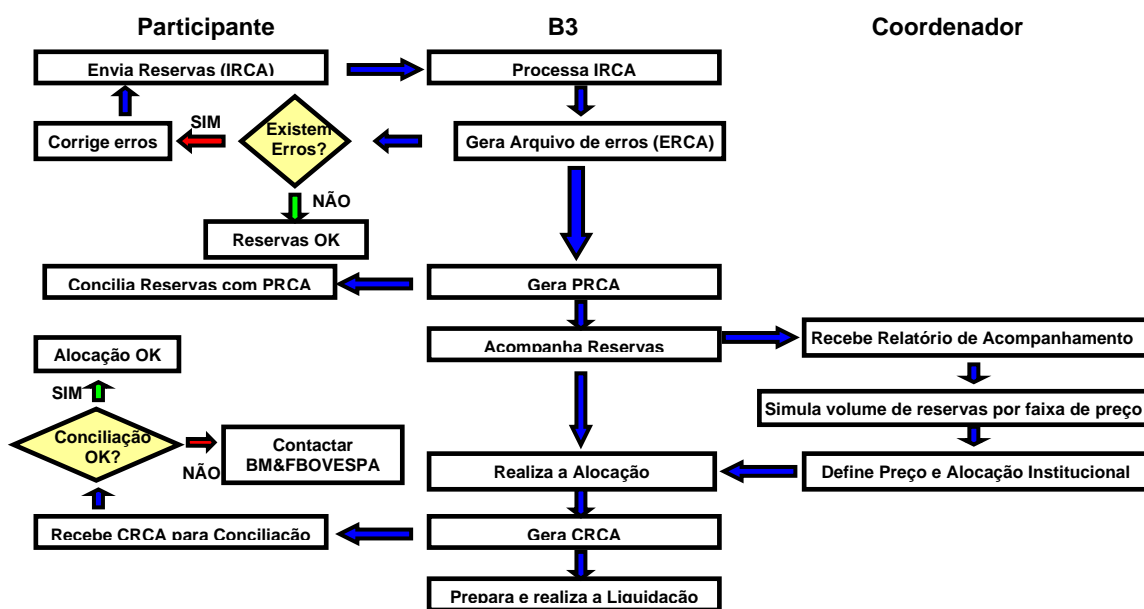 Participante
B3
Coordenador
Envia Reservas (IRCA)
Processa IRCA
SIM
Existem
Erros?
Corrige erros
Gera Arquivo de erros (ERCA)
NÃO
Reservas OK
Concilia Reservas com PRCA
Gera PRCA
Acompanha Reservas
Recebe Relatório de Acompanhamento
Alocação OK
SIM
Simula volume de reservas por faixa de preço
Conciliação
OK?
NÃO
Contactar
BM&FBOVESPA
Realiza a Alocação
Define Preço e Alocação Institucional
Recebe CRCA para Conciliação
Gera CRCA
Prepara e realiza a Liquidação